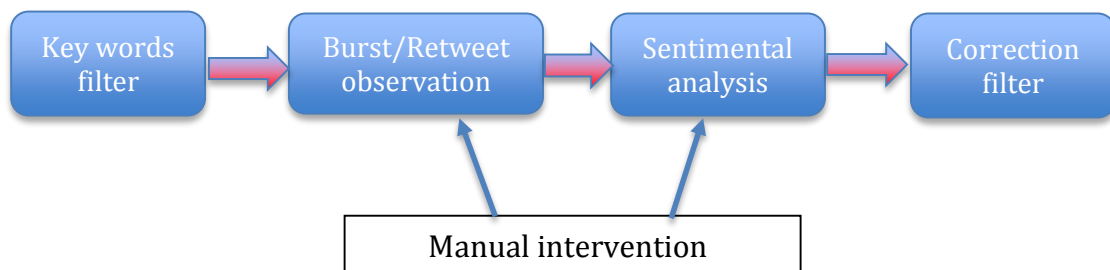 Key words
filter
Burst/Retweet
observation
Sentimental
analysis
Correction
filter
Manual intervention